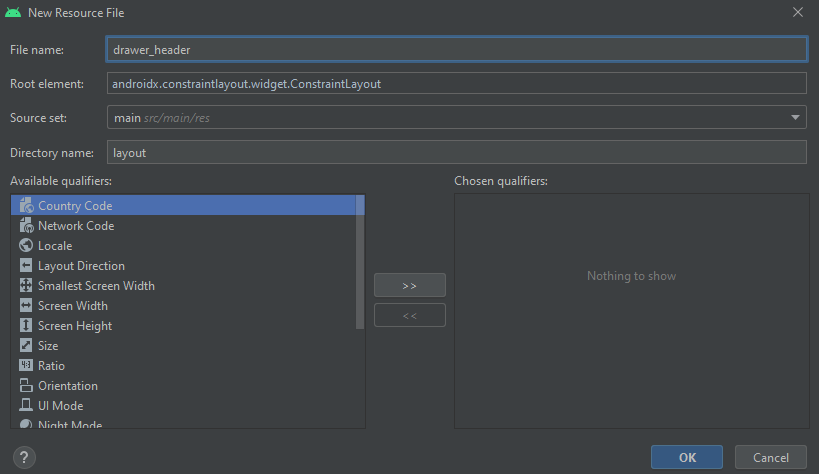 New Resource File
File name: drawer_header
Root element: androidx.constraintlayout.widget.ConstraintLayout
Source set: main src/main/res
Directory name: layout
Available qualifiers:
Chosen qualifiers:
Country Code
Network Code
Locale
Layout Direction
Smallest Screen Width
Screen Width
Screen Height
Size
Ratio
Orientation
UI Mode
Night Mode
>>
<<
Nothing to show
?
OK
Cancel